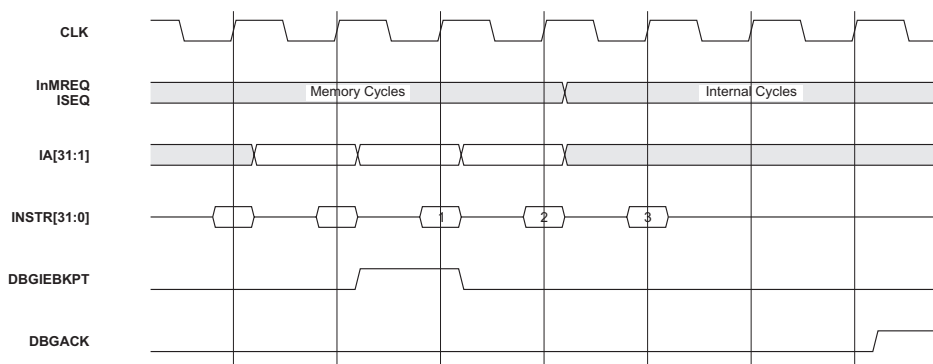 CLK
InMREQ
ISEQ
Memory Cycles
Internal Cycles
IA[31:1]
INSTR[31:0]
1
2
3
DBGIEBKPT
DBGACK